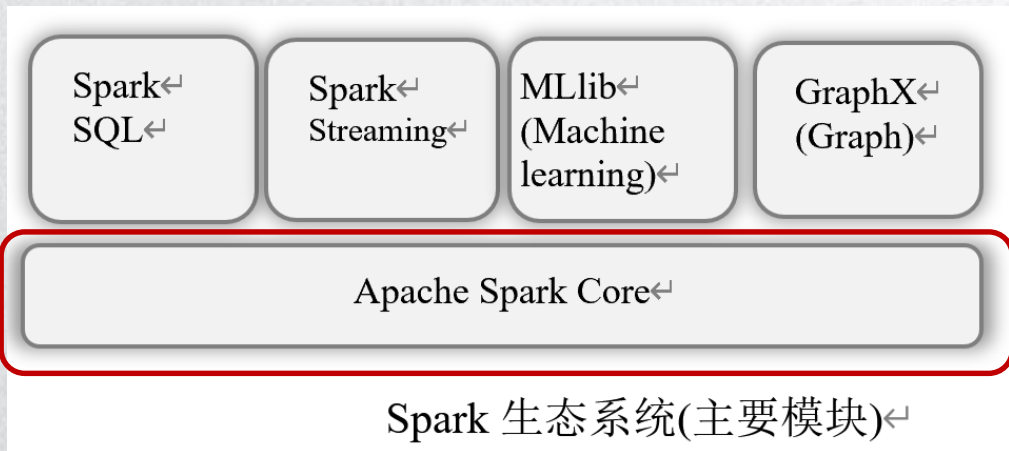 Spark↵
SQL↵
Spark↵
Streaming↵
MLlib↵
(Machine
learning)↵
GraphX↵
(Graph)↵
Apache Spark Core↵
Spark 生态系统(主要模块)↵